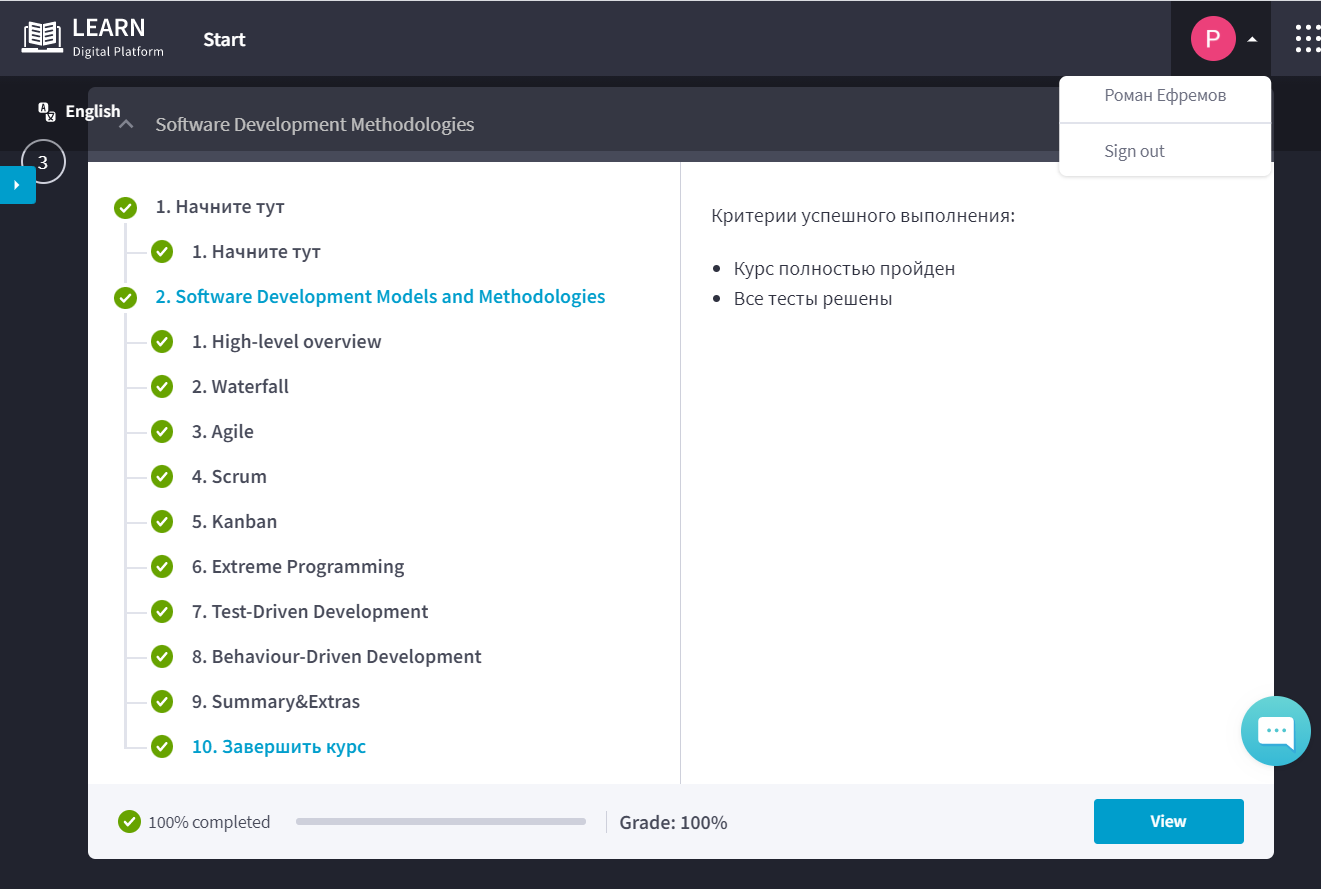 LEARN
Digital Platform
Start
P
Роман Ефремов
Sign out
English
Software Development Methodologies
3
1. Начните тут
1. Начните тут
2. Software Development Models and Methodologies
1. High-level overview
2. Waterfall
3. Agile
4. Scrum
5. Kanban
6. Extreme Programming
7. Test-Driven Development
8. Behaviour-Driven Development
9. Summary&Extras
10. Завершить курс
Критерии успешного выполнения:
Курс полностью пройден
Все тесты решены
100% completed
Grade: 100%
View